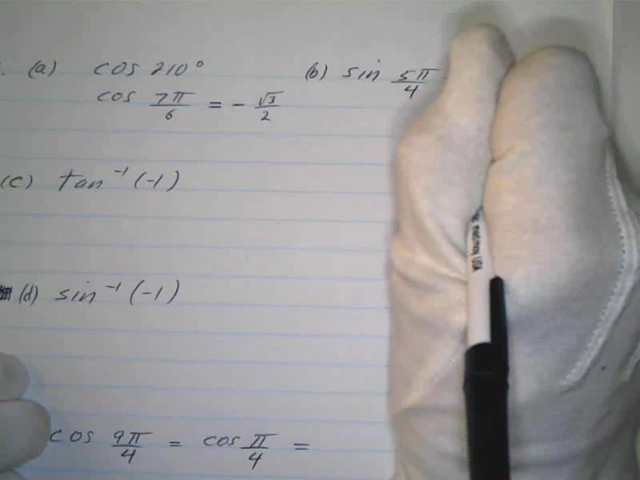 . (a) cos 210° (b) sin 5π/4
cos 7π/6 = - √3/2
(c) tan⁻¹ (-1)
(d) sin⁻¹ (-1)
cos 9π/4 = cos π/4 =